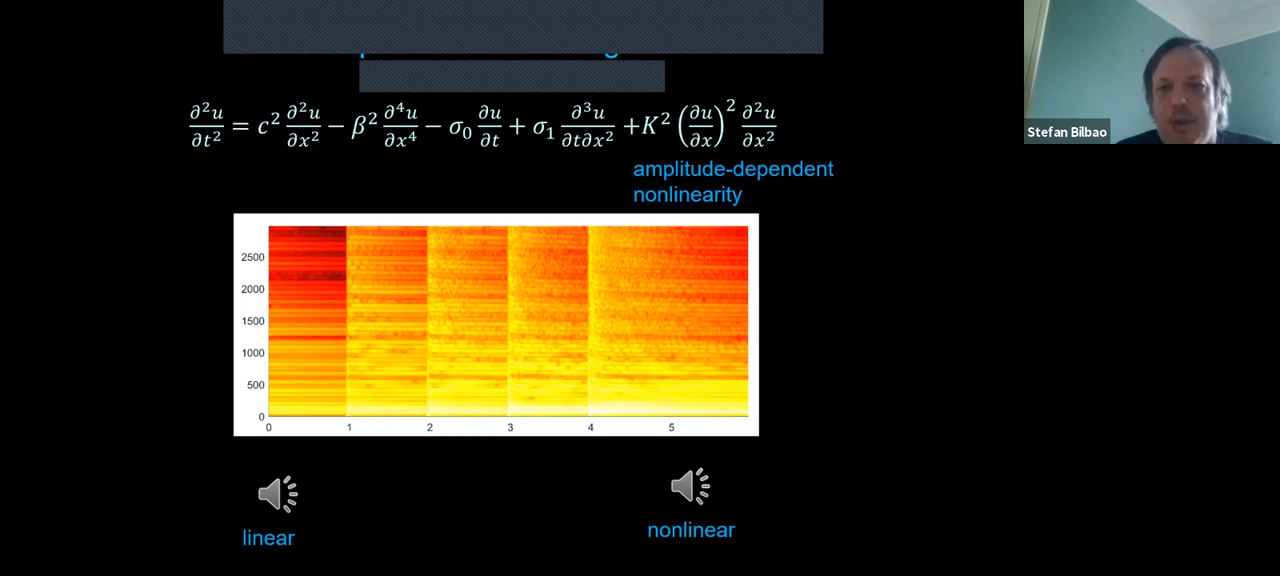 ∂²u/∂t² = c² ∂²u/∂x² − β² ∂⁴u/∂x⁴ − σ₀ ∂u/∂t + σ₁ ∂³u/∂t∂x² +K² (∂u/∂x)² ∂²u/∂x²
Stefan Bilbao
amplitude-dependent
nonlinearity
2500
2000
1500
1000
500
0
0 1 2 3 4 5
linear
nonlinear